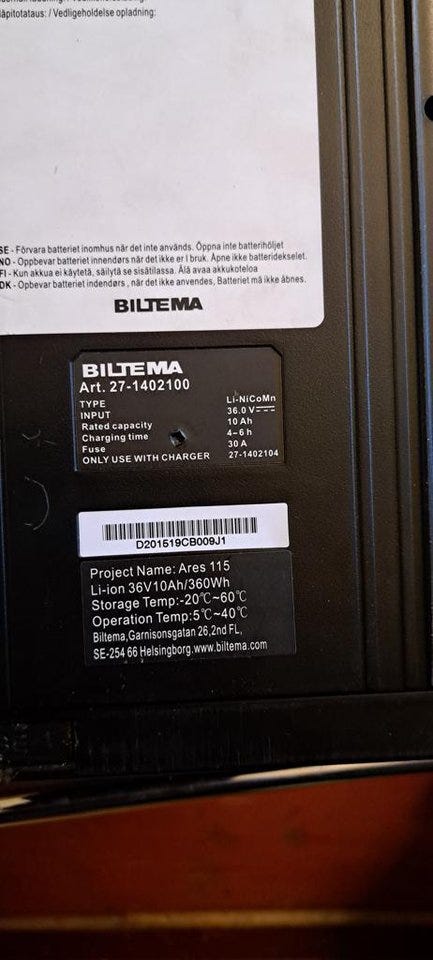 / Vedligeholdelse opladning:
SE - Förvara batteriet inomhus när det inte används. Öppna inte batterihöljet
NO - Oppbevar batteriet innendørs når det ikke er I bruk. Åpne ikke batteridekselet.
FI - Kun akkua ei käytetä, säilytä se sisätilassa. Älä avaa akkukoteloa
DK - Opbevar batteriet indendørs , når det ikke anvendes, Batteriet må ikke åbnes.
BILTEMA
BILTEMA
Art. 27-1402100
TYPE Li-NiCoMn
INPUT 36.0 V⎓
Rated capacity 10 Ah
Charging time 4-6 h
Fuse 30 A
ONLY USE WITH CHARGER 27-1402104
D201519CB009J1
Project Name: Ares 115
Li-ion 36V10Ah/360Wh
Storage Temp:-20℃~60℃
Operation Temp:5℃~40℃
Biltema,Garnisonsgatan 26,2nd FL,
SE-254 66 Helsingborg.www.biltema.com